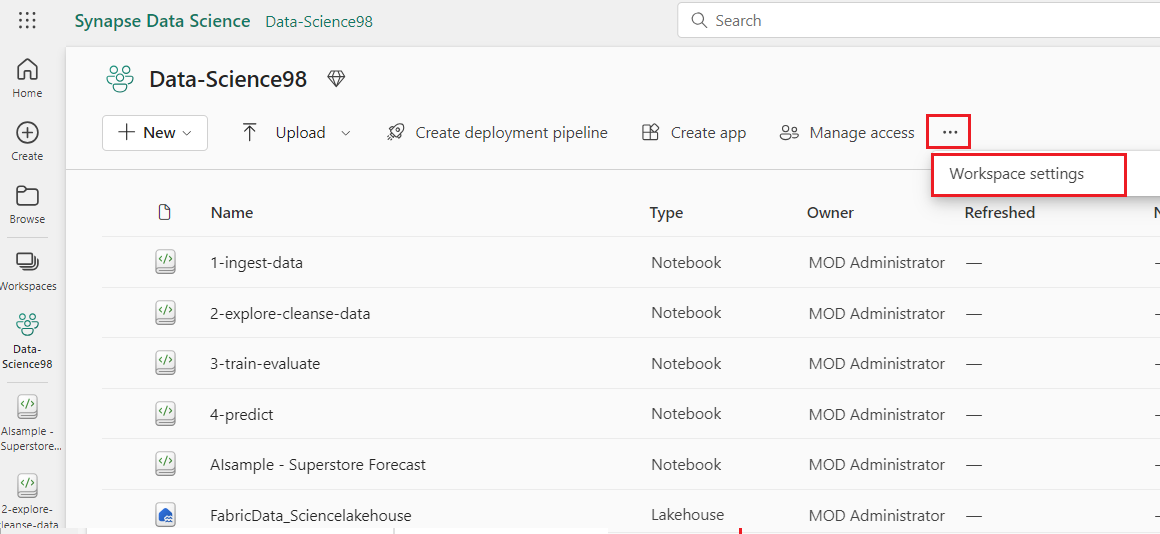 Synapse Data Science Data-Science98
Search
Home
Create
Browse
Workspaces
Data-
Science98
AIsample -
Superstore...
2-explore-
cleanse-data
Data-Science98
New Upload Create deployment pipeline Create app Manage access ...
Workspace settings
Name Type Owner Refreshed N
1-ingest-data Notebook MOD Administrator —
2-explore-cleanse-data Notebook MOD Administrator —
3-train-evaluate Notebook MOD Administrator —
4-predict Notebook MOD Administrator —
AIsample - Superstore Forecast Notebook MOD Administrator —
FabricData_Sciencelakehouse Lakehouse MOD Administrator —